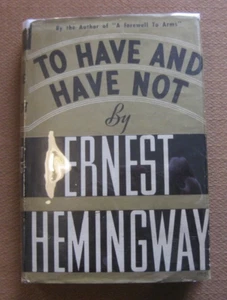 By the Author of "A Farewell To Arms"
TO HAVE AND
HAVE NOT
By
ERNEST
HEMINGWAY